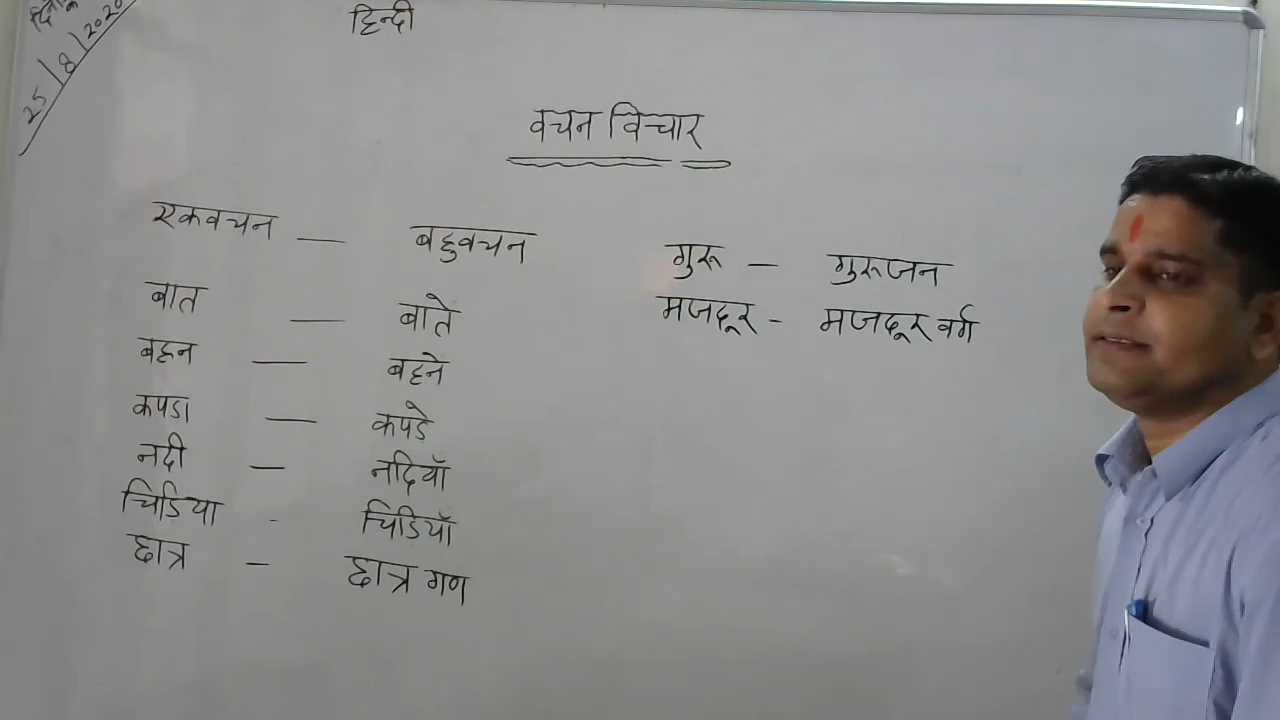 दिनांक
25/8/2020
हिन्दी
वचन विचार
एकवचन — बहुवचन
बात — बाते
बहन — बहने
कपडा — कपडे
नदी — नदियाँ
चिडिया - चिडियाँ
छात्र — छात्र गण
गुरू — गुरूजन
मजदूर - मजदूर वर्ग